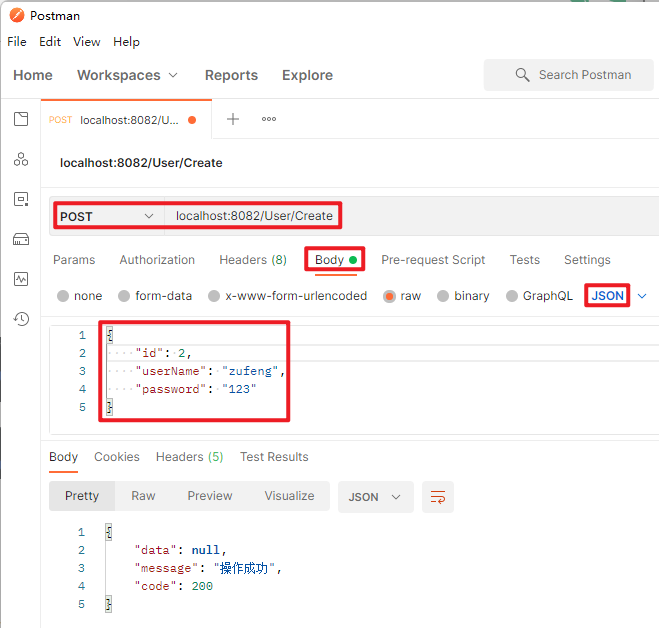 Postman
File Edit View Help
Home Workspaces Reports Explore Search Postman
POST localhost:8082/U...
localhost:8082/User/Create
POST localhost:8082/User/Create
Params Authorization Headers (8) Body Pre-request Script Tests Settings
none form-data x-www-form-urlencoded raw binary GraphQL JSON
1 {
2 "id": 2,
3 "userName": "zufeng",
4 "password": "123"
5 }
Body Cookies Headers (5) Test Results
Pretty Raw Preview Visualize JSON
1 {
2 "data": null,
3 "message": "操作成功",
4 "code": 200
5 }